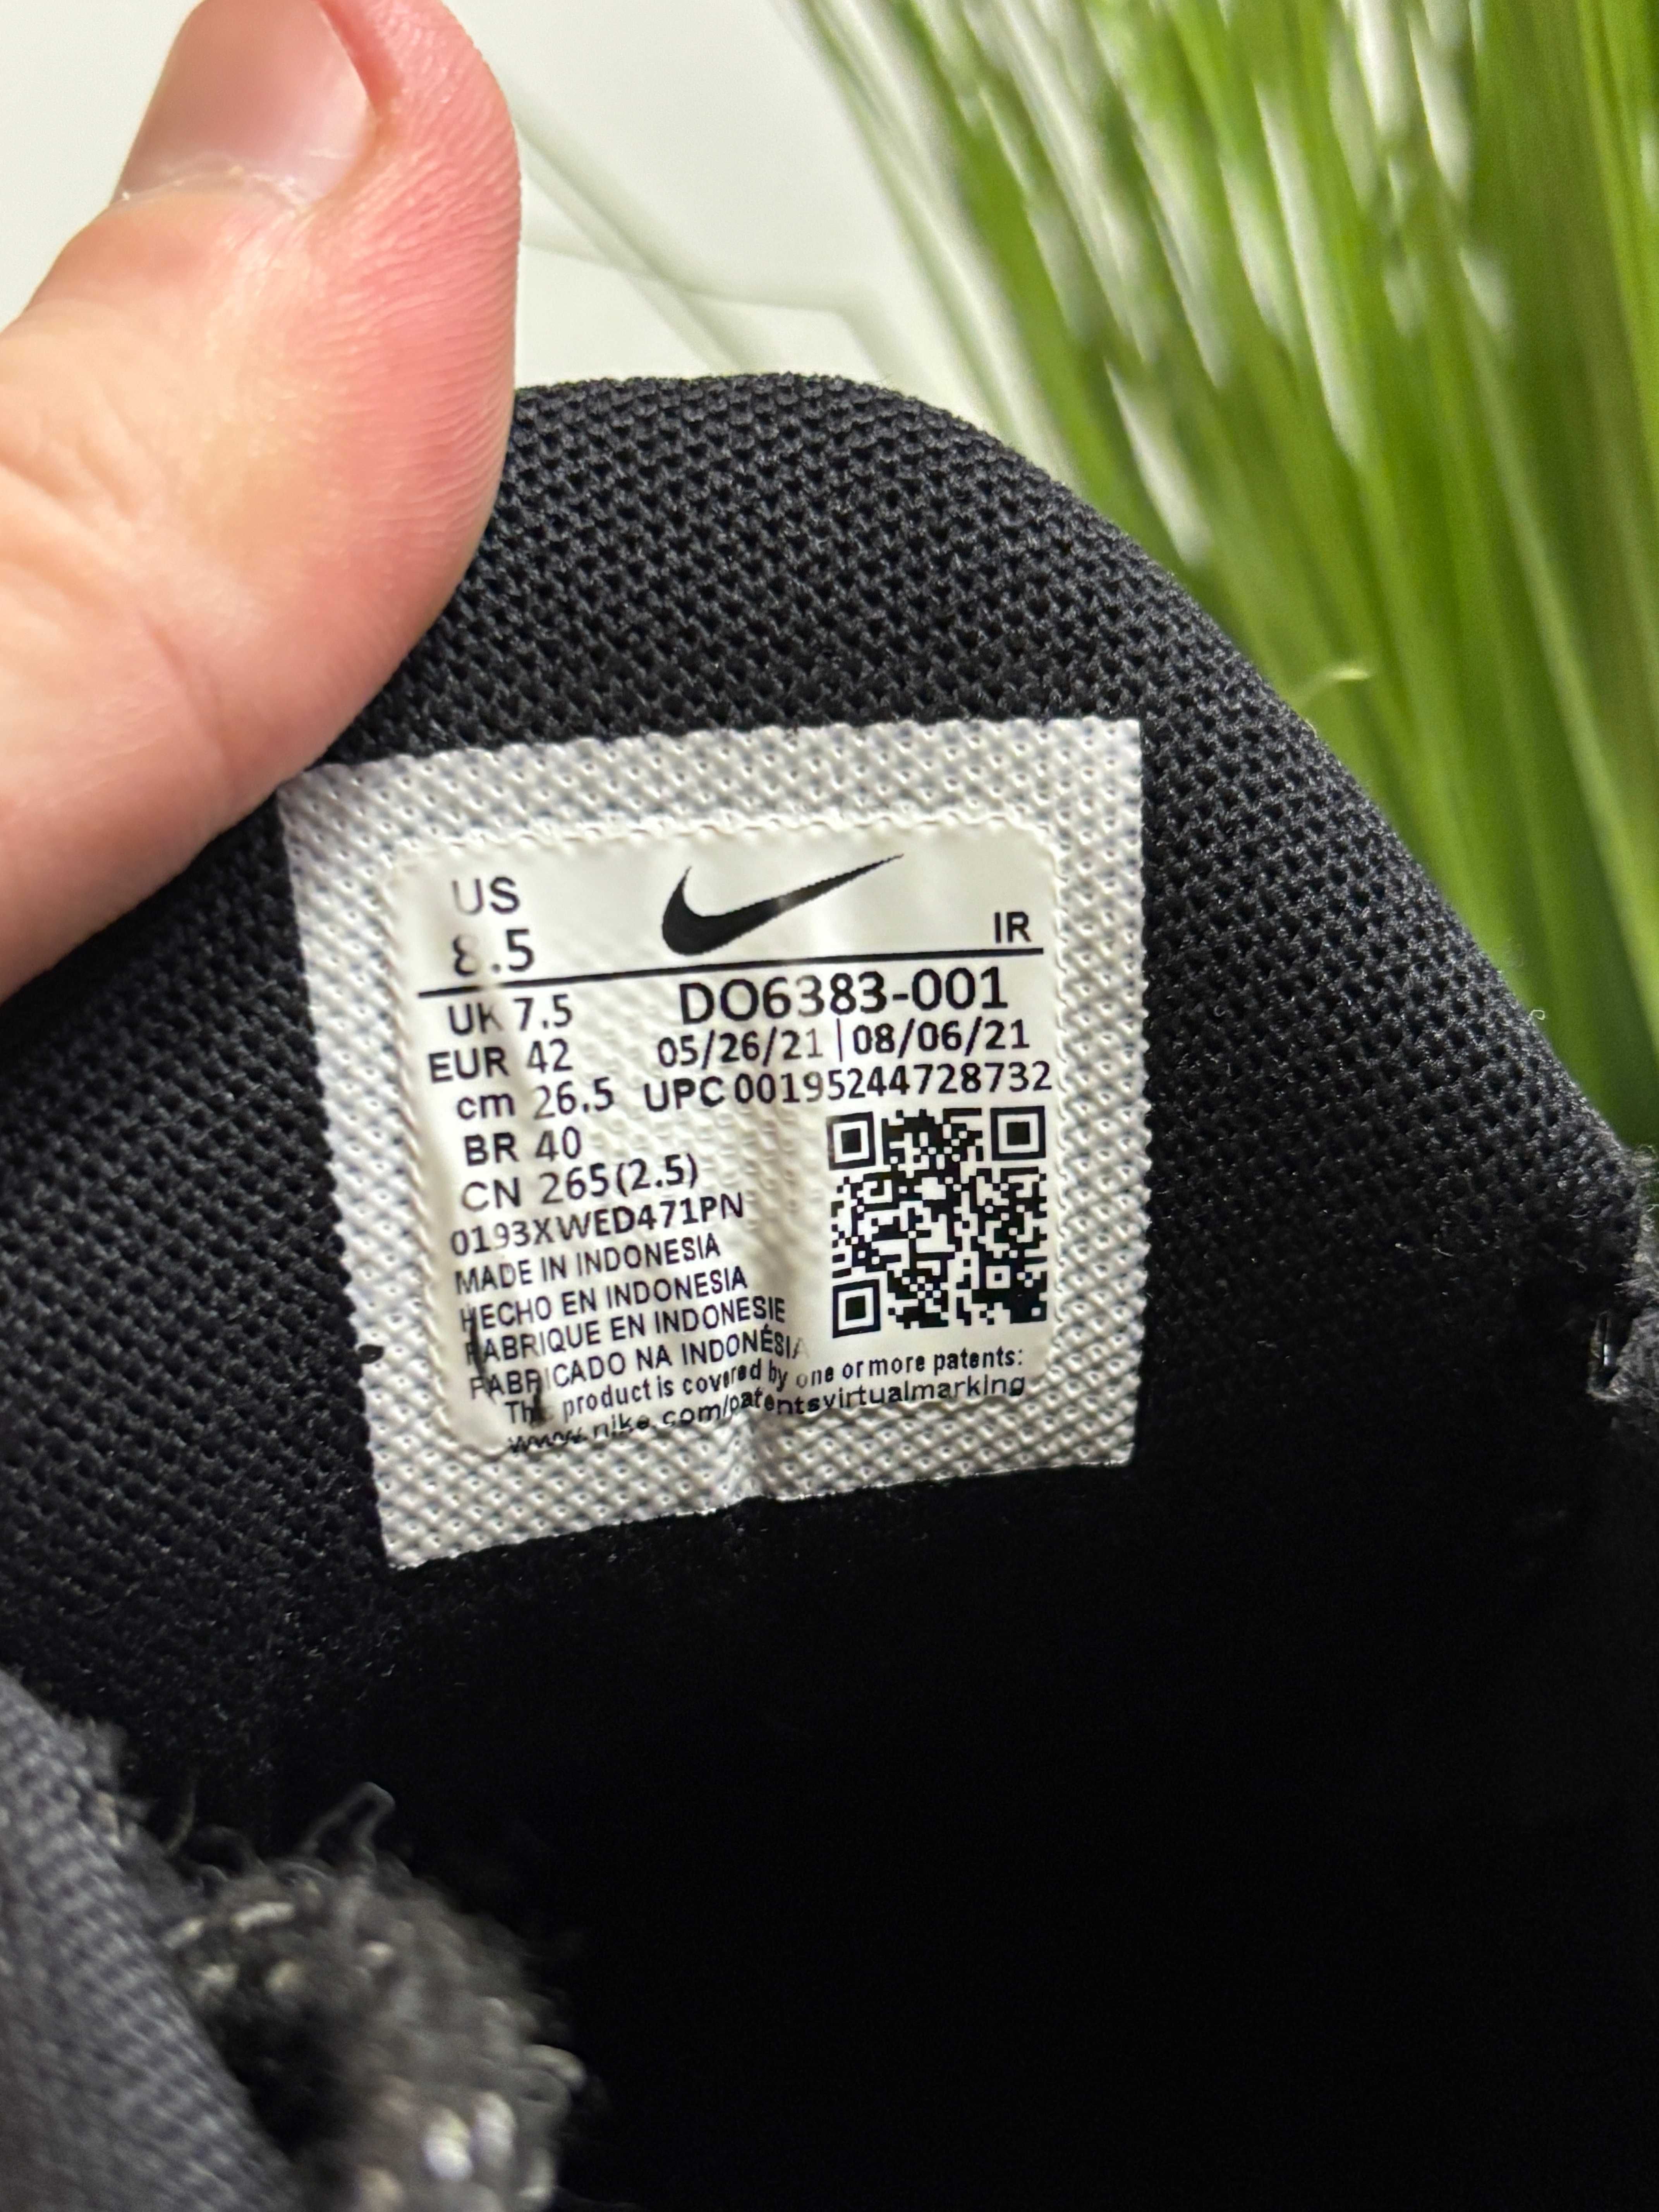 US
8.5
IR
UK 7.5
EUR 42
cm 26.5
BR 40
CN 265(2.5)
DO6383-001
05/26/21 | 08/06/21
UPC 00195244728732
0193XWED471PN
MADE IN INDONESIA
HECHO EN INDONESIA
FABRIQUE EN INDONESIE
FABRICADO NA INDONÉSIA
This product is covered by one or more patents:
www.nike.com/patentsvirtualmarking